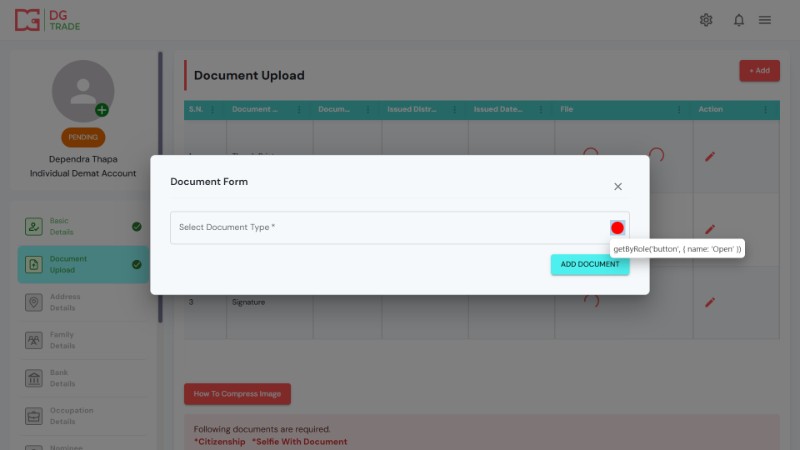 DG
TRADE
PENDING
Dependra Thapa
Individual Demat Account
Basic
Details
Document
Upload
Address
Details
Family
Details
Bank
Details
Occupation
Details
Nominee
Document Upload
+ Add
S.N.
Document ...
Docum...
Issued Distr...
Issued Date...
File
Action
Document Form
Select Document Type *
getByRole('button', { name: 'Open' })
ADD DOCUMENT
3
Signature
How To Compress Image
Following documents are required.
*Citizenship *Selfie With Document